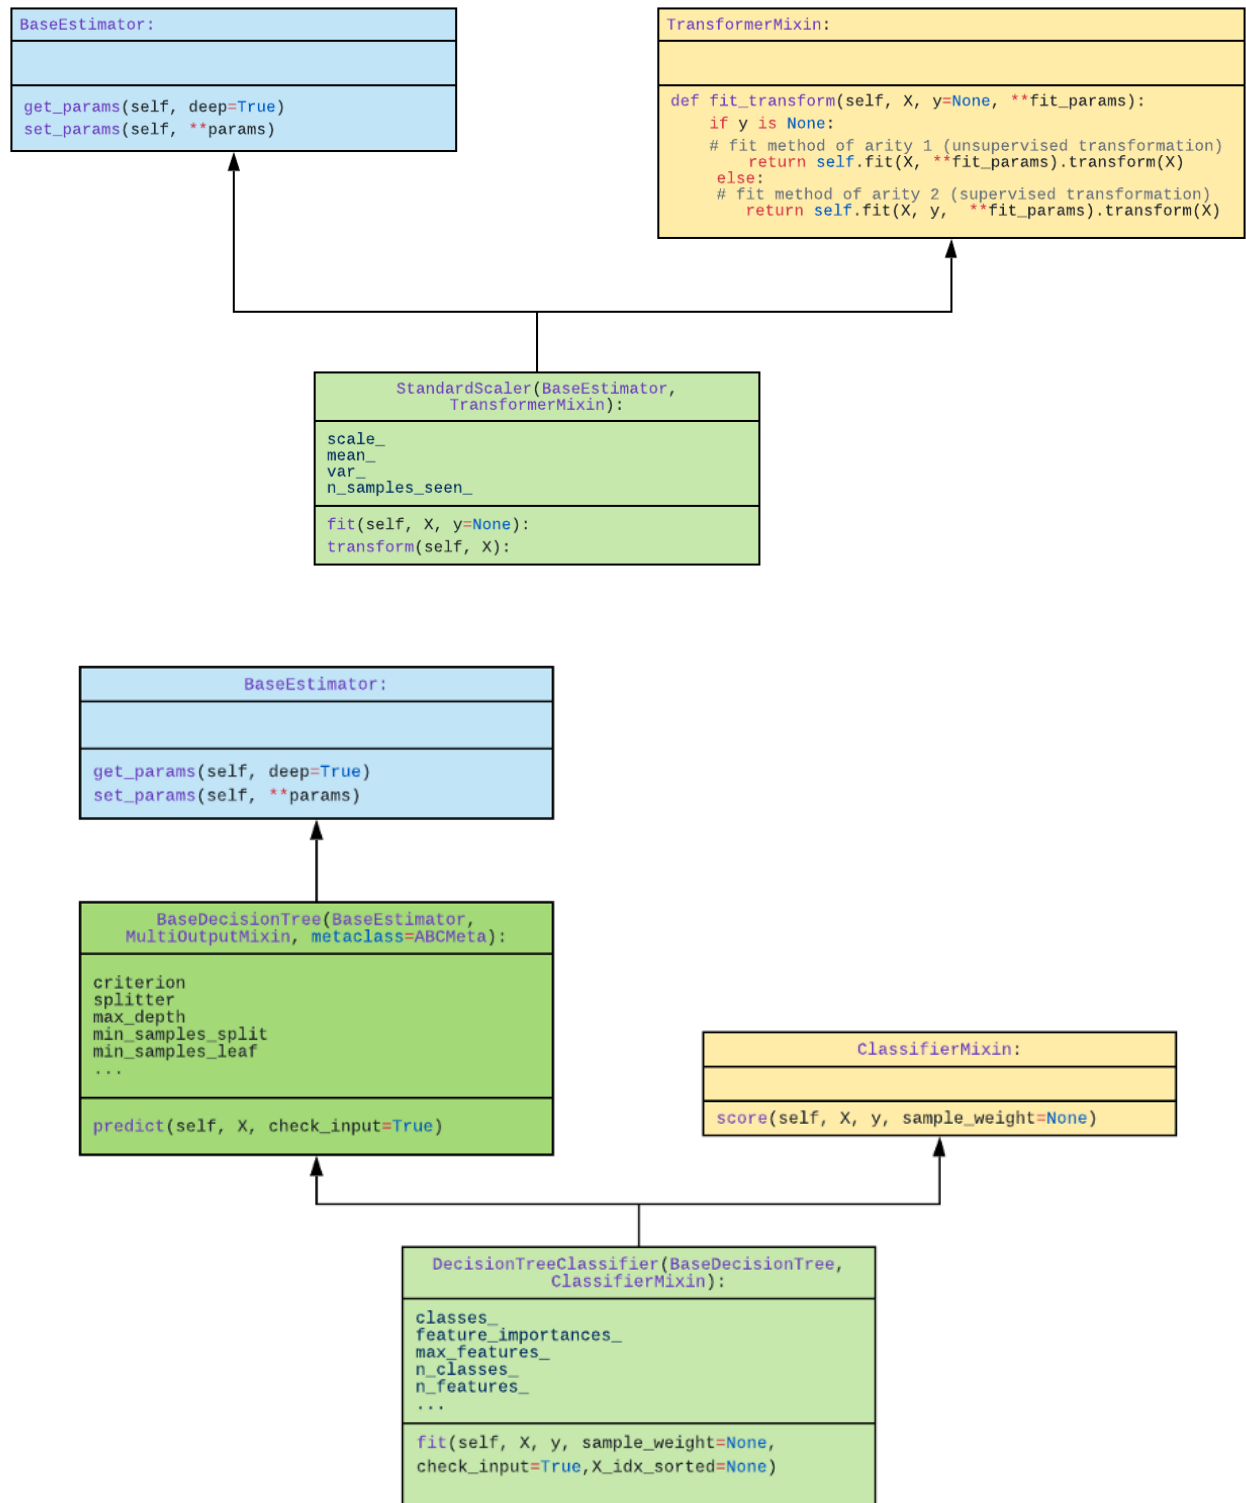 BaseEstimator:
get_params(self, deep=True)
set_params(self, **params)
TransformerMixin:
def fit_transform(self, X, y=None, **fit_params):
if y is None:
# fit method of arity 1 (unsupervised transformation)
return self.fit(X, **fit_params).transform(X)
else:
# fit method of arity 2 (supervised transformation)
return self.fit(X, y, **fit_params).transform(X)
StandardScaler(BaseEstimator,
TransformerMixin):
scale_
mean_
var_
n_samples_seen_
fit(self, X, y=None):
transform(self, X):
BaseEstimator:
get_params(self, deep=True)
set_params(self, **params)
BaseDecisionTree(BaseEstimator,
MultiOutputMixin, metaclass=ABCMeta):
criterion
splitter
max_depth
min_samples_split
min_samples_leaf
...
predict(self, X, check_input=True)
ClassifierMixin:
score(self, X, y, sample_weight=None)
DecisionTreeClassifier(BaseDecisionTree,
ClassifierMixin):
classes_
feature_importances_
max_features_
n_classes_
n_features_
...
fit(self, X, y, sample_weight=None,
check_input=True,X_idx_sorted=None)